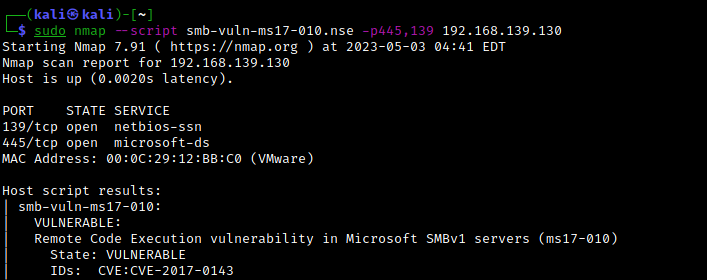 ┌──(kali㉿kali)-[~]
└─$ sudo nmap --script smb-vuln-ms17-010.nse -p445,139 192.168.139.130
Starting Nmap 7.91 ( https://nmap.org ) at 2023-05-03 04:41 EDT
Nmap scan report for 192.168.139.130
Host is up (0.0020s latency).

PORT    STATE SERVICE
139/tcp open  netbios-ssn
445/tcp open  microsoft-ds
MAC Address: 00:0C:29:12:BB:C0 (VMware)

Host script results:
| smb-vuln-ms17-010:
|   VULNERABLE:
|   Remote Code Execution vulnerability in Microsoft SMBv1 servers (ms17-010)
|     State: VULNERABLE
|     IDs:  CVE:CVE-2017-0143